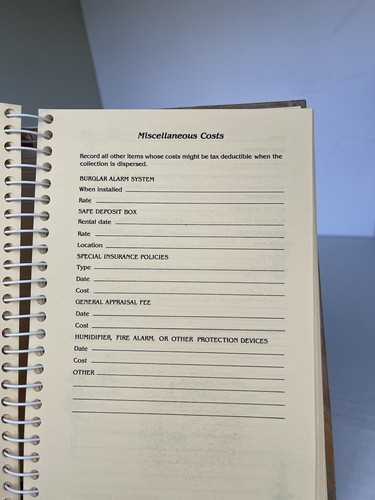 Miscellaneous Costs
Record all other items whose costs might be tax deductible when the
collection is dispersed.
BURGLAR ALARM SYSTEM
When installed
Rate
SAFE DEPOSIT BOX
Rental date
Rate
Location
SPECIAL INSURANCE POLICIES
Type
Date
Cost
GENERAL APPRAISAL FEE
Date
Cost
HUMIDIFIER, FIRE ALARM, OR OTHER PROTECTION DEVICES
Date
Cost
OTHER